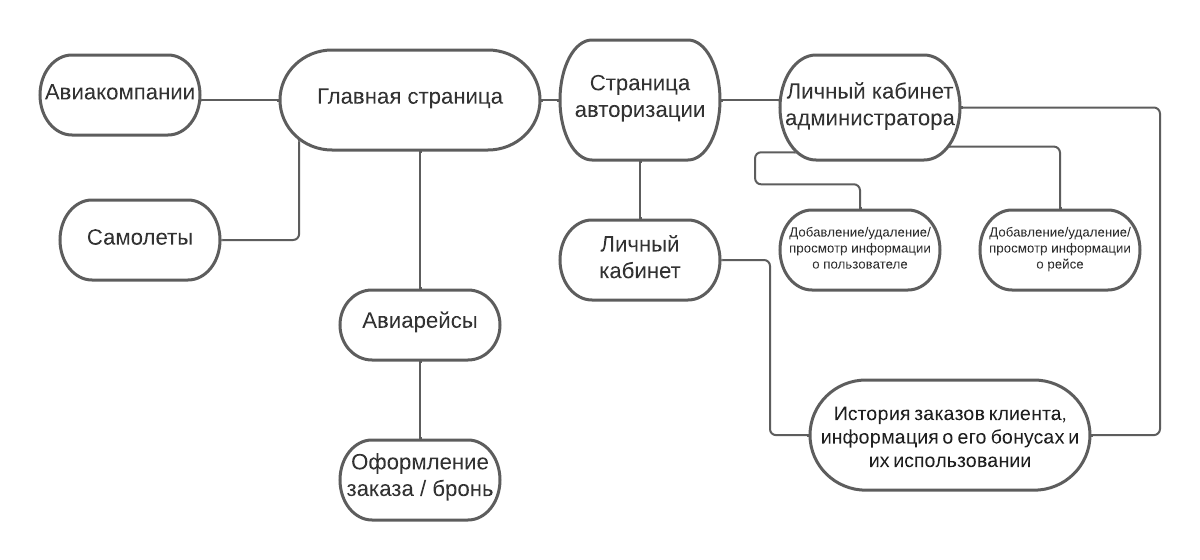 Авиакомпании
Главная страница
Страница
авторизации
Личный кабинет
администратора
Самолеты
Личный
кабинет
Добавление/удаление/
просмотр информации
о пользователе
Добавление/удаление/
просмотр информации
о рейсе
Авиарейсы
История заказов клиента,
информация о его бонусах и
их использовании
Оформление
заказа / бронь